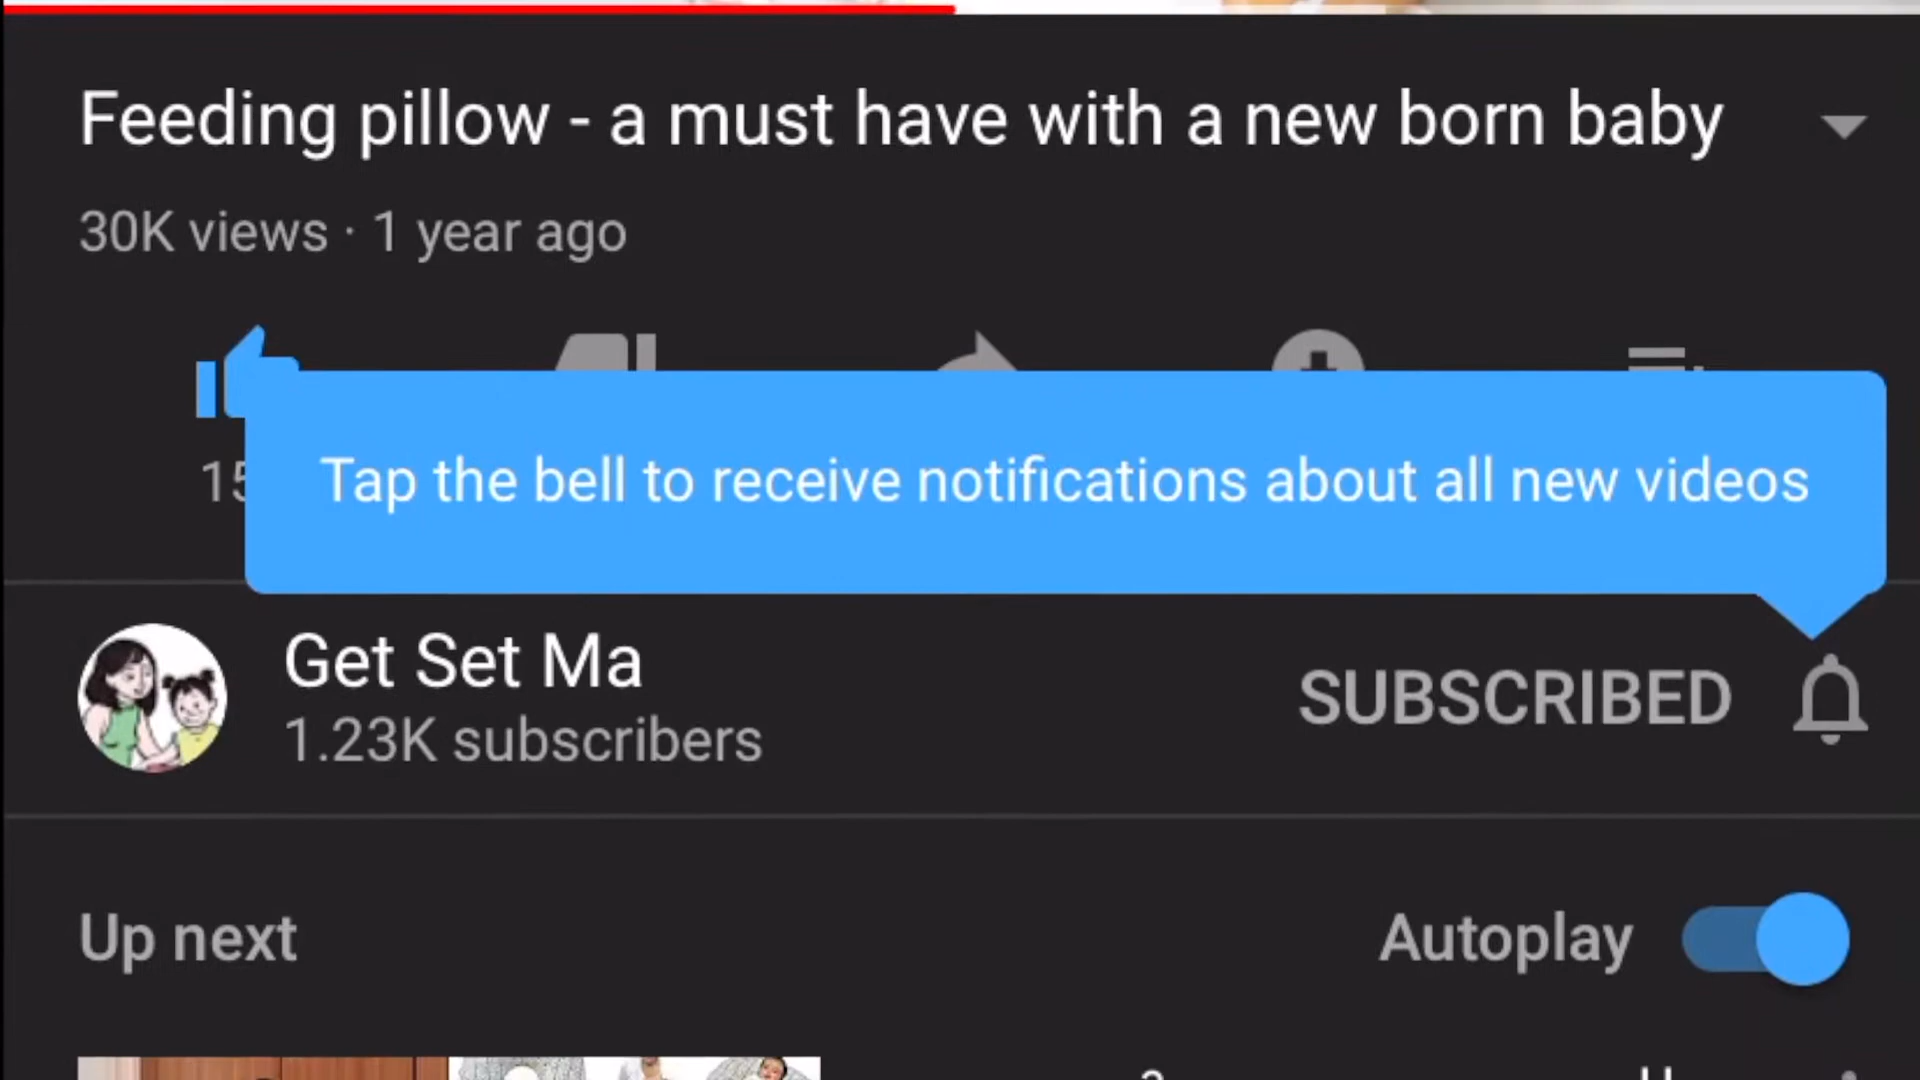 Feeding pillow - a must have with a new born baby
30K views · 1 year ago
Tap the bell to receive notifications about all new videos
Get Set Ma
SUBSCRIBED
1.23K subscribers
Up next
Autoplay